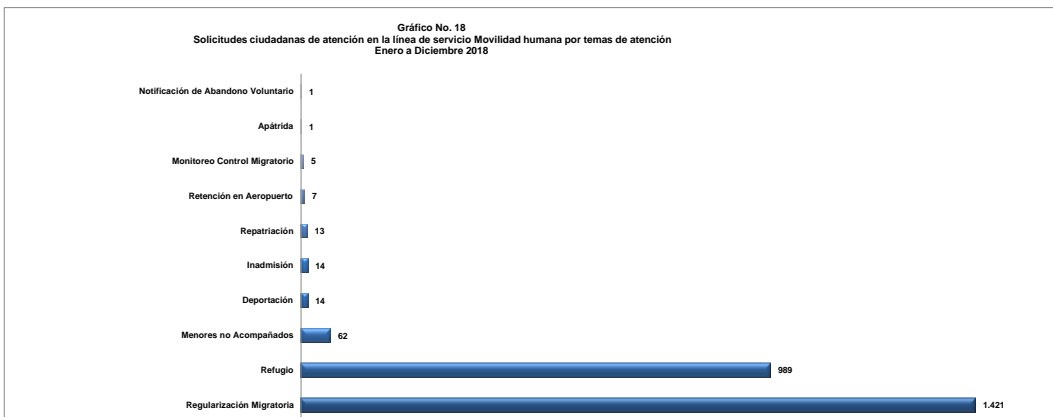 Gráfico No. 18
Solicitudes ciudadanas de atención en la línea de servicio Movilidad humana por temas de atención
Enero a Diciembre 2018
Notificación de Abandono Voluntario 1
Apátrida 1
Monitoreo Control Migratorio 5
Retención en Aeropuerto 7
Repatriación 13
Inadmisión 14
Deportación 14
Menores no Acompañados 62
Refugio 989
Regularización Migratoria 1.421